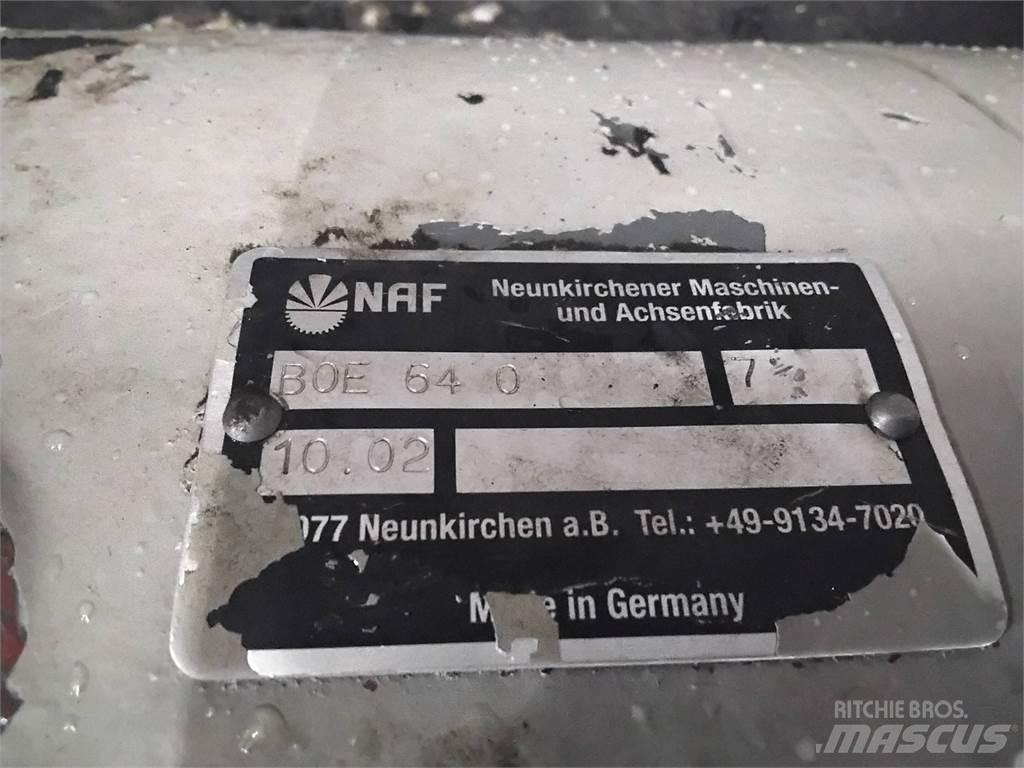 NAF
Neunkirchener Maschinen-
und Achsenfabrik
BOE 64 0
10.02
077 Neunkirchen a.B. Tel.: +49-9134-7020
in Germany
RITCHIE BROS.
MASCUS